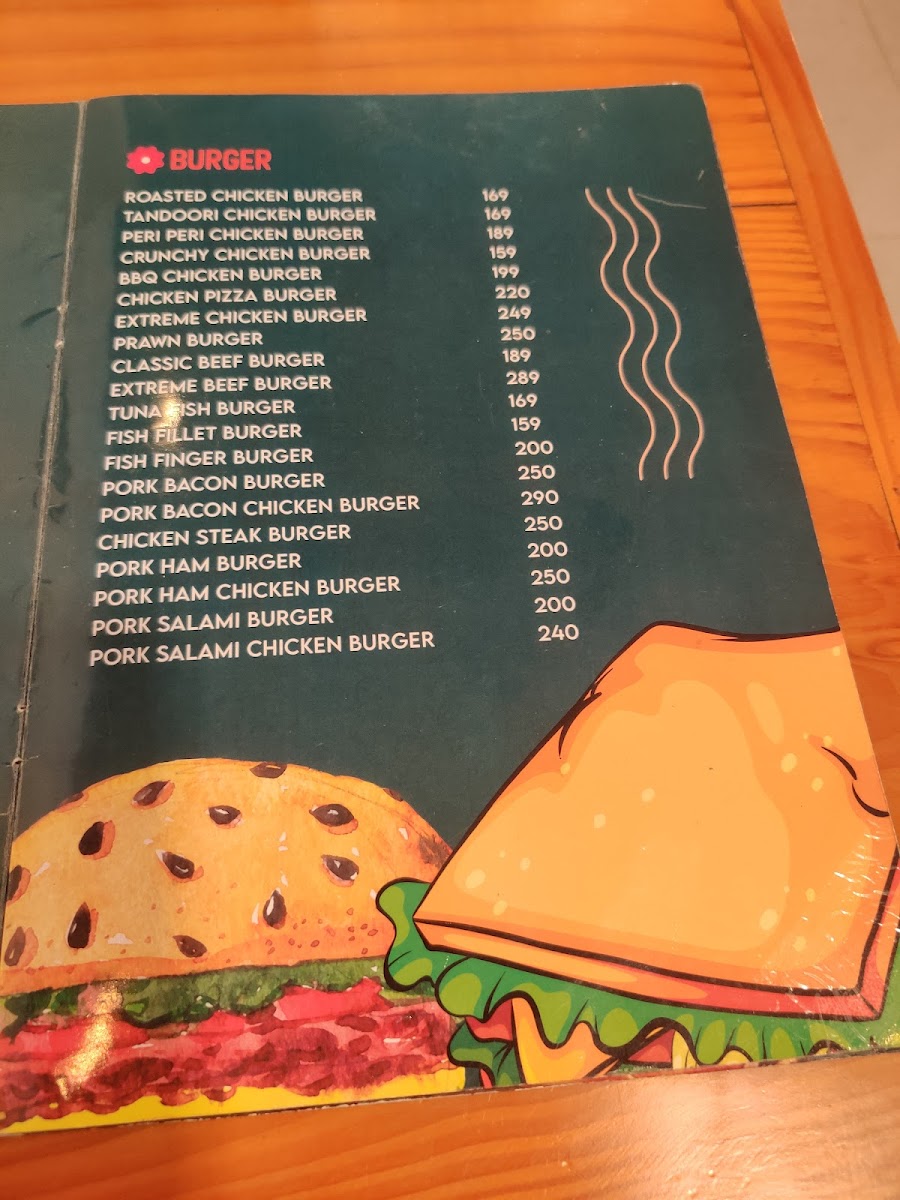 BURGER
ROASTED CHICKEN BURGER 169
TANDOORI CHICKEN BURGER 169
PERI PERI CHICKEN BURGER 189
CRUNCHY CHICKEN BURGER 159
BBQ CHICKEN BURGER 199
CHICKEN PIZZA BURGER 220
EXTREME CHICKEN BURGER 249
PRAWN BURGER 250
CLASSIC BEEF BURGER 189
EXTREME BEEF BURGER 289
TUNA FISH BURGER 169
FISH FILLET BURGER 159
FISH FINGER BURGER 200
PORK BACON BURGER 250
PORK BACON CHICKEN BURGER 290
CHICKEN STEAK BURGER 250
PORK HAM BURGER 200
PORK HAM CHICKEN BURGER 250
PORK SALAMI BURGER 200
PORK SALAMI CHICKEN BURGER 240